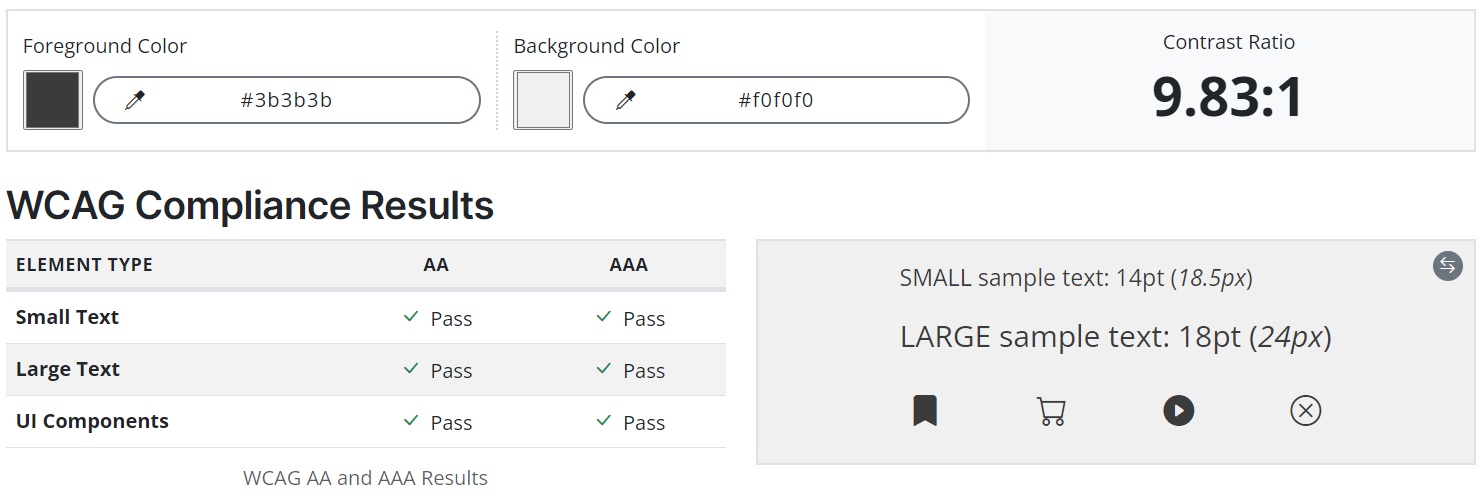 Foreground Color
#3b3b3b
Background Color
#f0f0f0
Contrast Ratio
9.83:1
WCAG Compliance Results
ELEMENT TYPE AA AAA
Small Text Pass Pass
Large Text Pass Pass
UI Components Pass Pass
WCAG AA and AAA Results
SMALL sample text: 14pt (18.5px)
LARGE sample text: 18pt (24px)